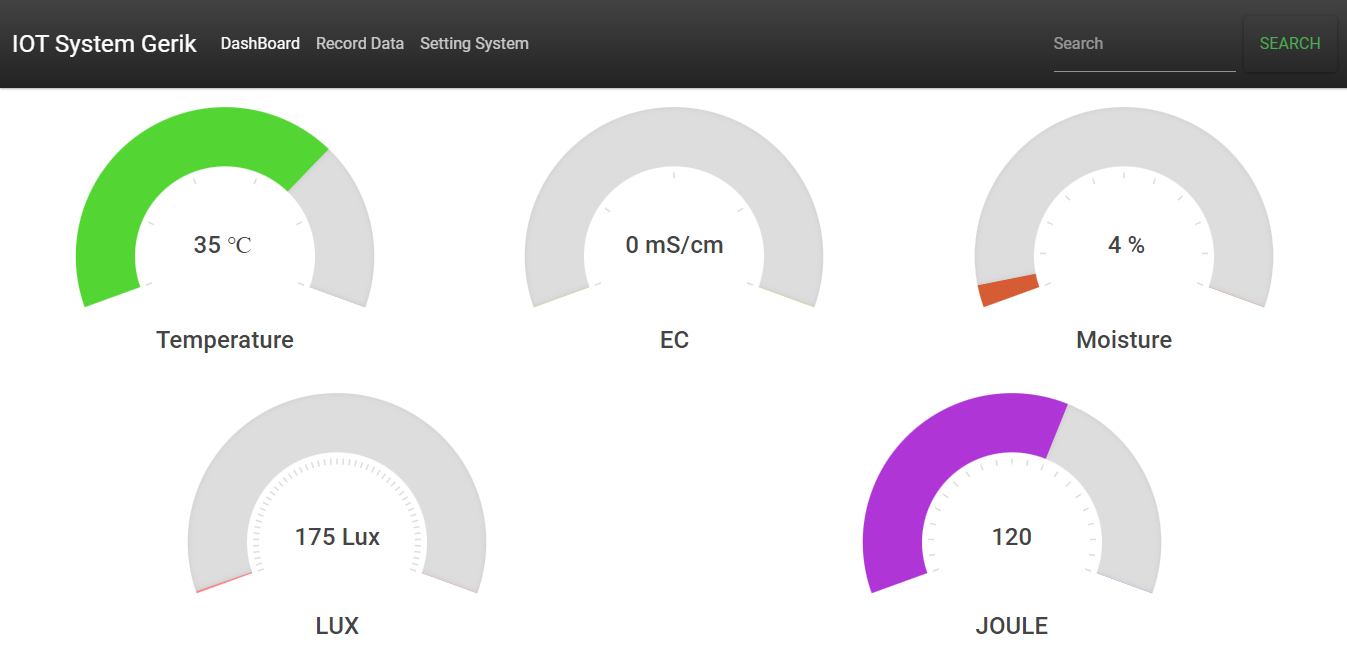 IOT System Gerik DashBoard Record Data Setting System Search SEARCH
35 °C 0 mS/cm 4 %
Temperature EC Moisture
175 Lux 120
LUX JOULE